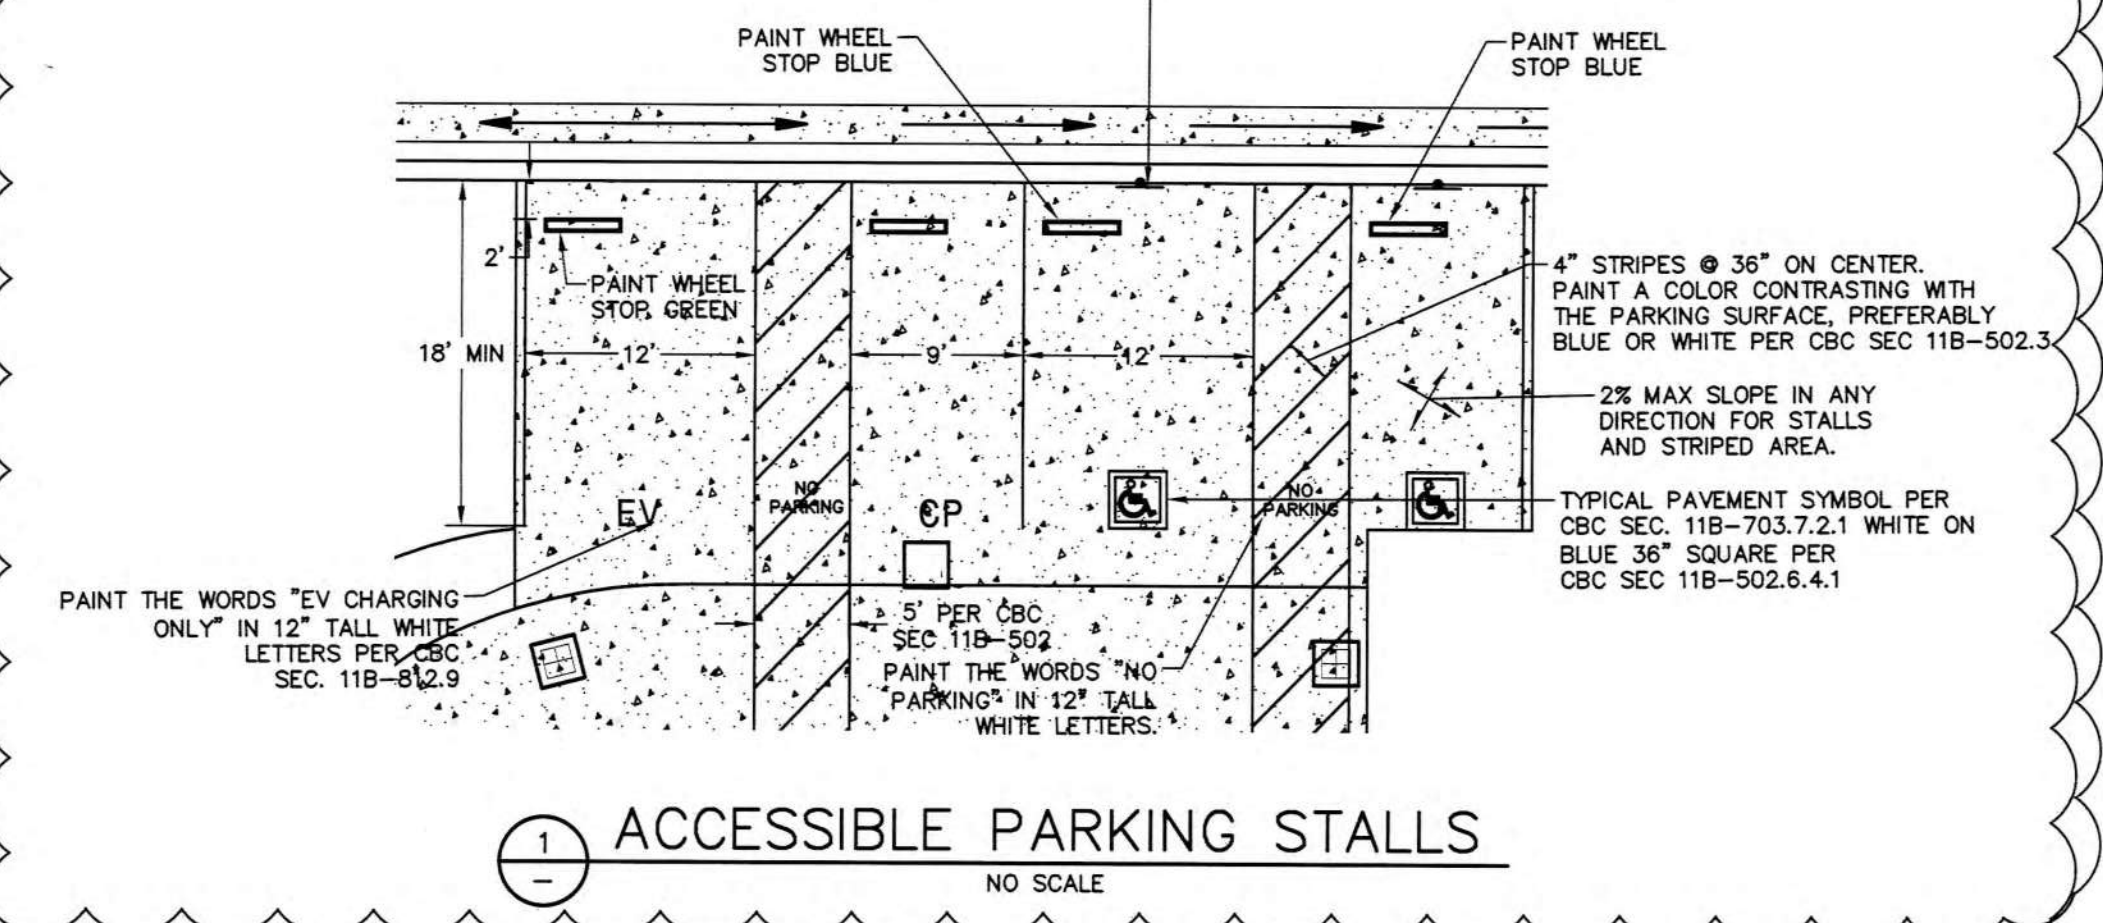 PAINT WHEEL
STOP BLUE
PAINT WHEEL
STOP BLUE
2'
PAINT WHEEL
STOP GREEN
4" STRIPES @ 36" ON CENTER.
PAINT A COLOR CONTRASTING WITH
THE PARKING SURFACE, PREFERABLY
BLUE OR WHITE PER CBC SEC 11B-502.3
18' MIN
12'
9'
12'
2% MAX SLOPE IN ANY
DIRECTION FOR STALLS
AND STRIPED AREA.
EV
NO
PARKING
CP
NO
PARKING
TYPICAL PAVEMENT SYMBOL PER
CBC SEC. 11B-703.7.2.1 WHITE ON
BLUE 36" SQUARE PER
CBC SEC 11B-502.6.4.1
PAINT THE WORDS "EV CHARGING
ONLY" IN 12" TALL WHITE
LETTERS PER CBC
SEC. 11B-812.9
5' PER CBC
SEC 11B-502
PAINT THE WORDS "NO
PARKING" IN 12" TALL
WHITE LETTERS.
1
-
ACCESSIBLE PARKING STALLS
NO SCALE